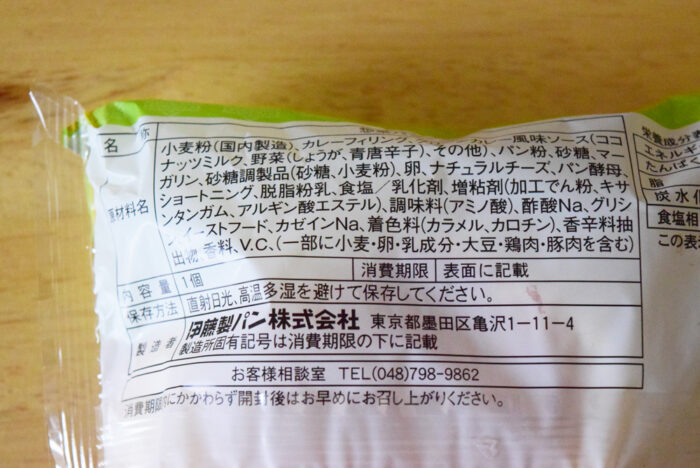 名 称
小麦粉(国内製造)、カレーフィリング
ー風味ソース(ココ
ナッツミルク、野菜(しょうが、青唐辛子)、その他)、パン粉、砂糖、マー
ガリン、砂糖調製品(砂糖、小麦粉)、卵、ナチュラルチーズ、パン酵母、
ショートニング、脱脂粉乳、食塩/乳化剤、増粘剤(加工でん粉、キサ
原材料名
ンタンガム、アルギン酸エステル)、調味料(アミノ酸)、酢酸Na、グリシ
イーストフード、カゼインNa、着色料(カラメル、カロチン)、香辛料抽
出物、香料、V.C.(一部に小麦・卵・乳成分・大豆・鶏肉・豚肉を含む)
内容量 1個 消費期限 表面に記載
保存方法 直射日光、高温多湿を避けて保存してください。
製造者 伊藤製パン株式会社 東京都墨田区亀沢1-11-4
製造所固有記号は消費期限の下に記載
お客様相談室 TEL(048)798-9862
消費期限にかかわらず開封後はお早めにお召し上がりください。
栄養成分
エネルギ
たんぱ
脂
炭水
食塩相
この表